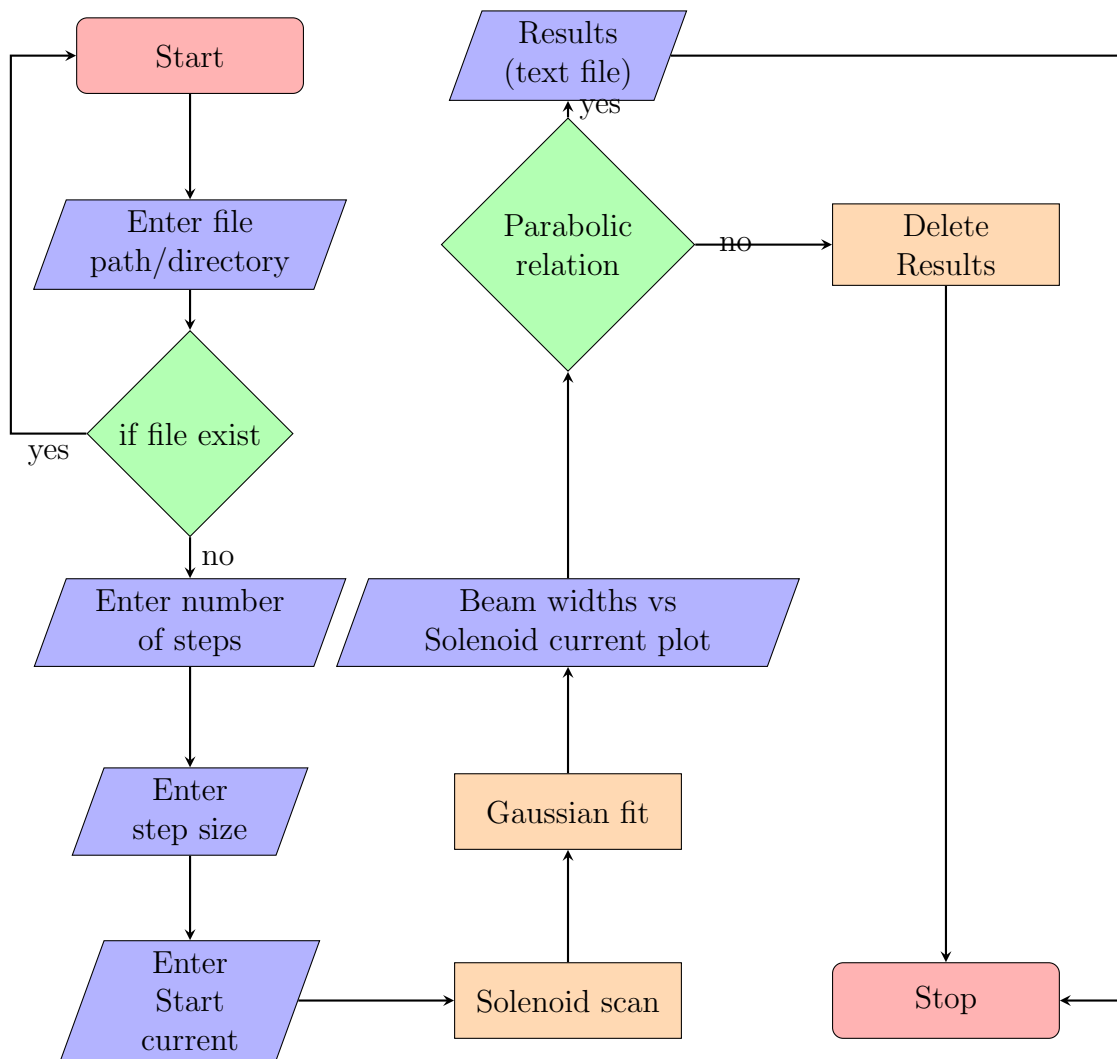 Start
Enter file
path/directory
if file exist
yes
no
Enter number
of steps
Enter
step size
Enter
Start
current
Solenoid scan
Gaussian fit
Beam widths vs
Solenoid current plot
Parabolic
relation
yes
no
Results
(text file)
Delete
Results
Stop